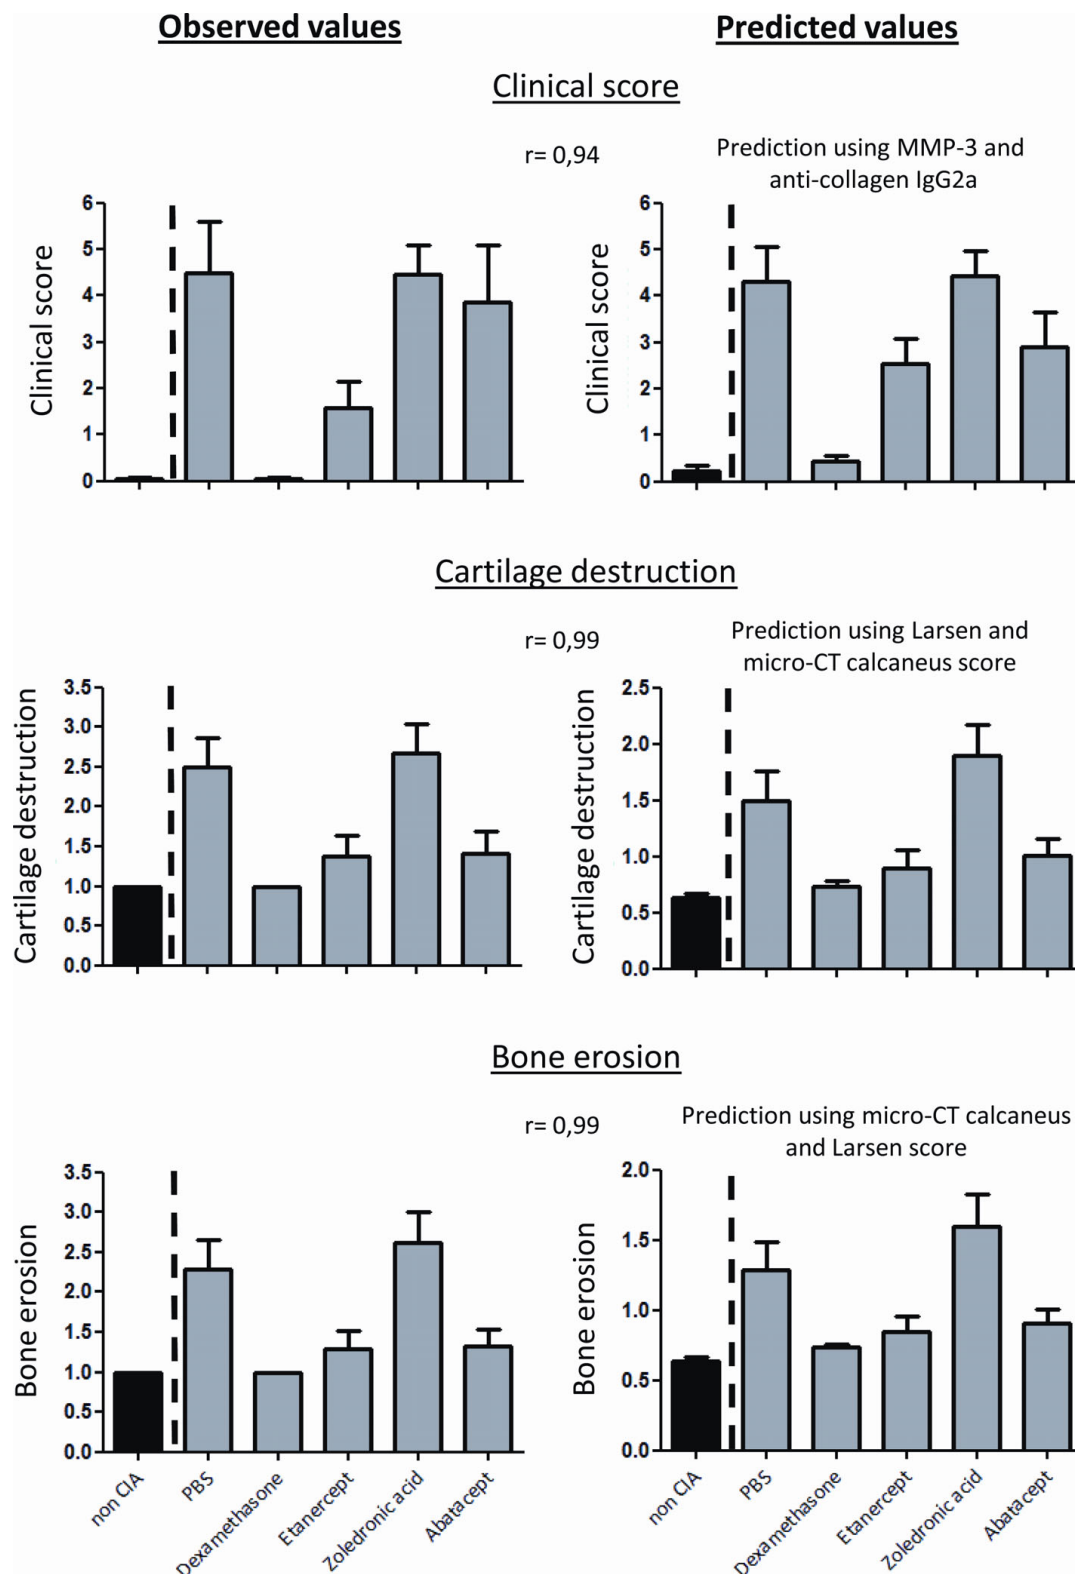 Observed values
Predicted values
Clinical score
r= 0,94
Prediction using MMP-3 and
anti-collagen IgG2a
Clinical score
6
5
4
3
2
1
0
Clinical score
6
5
4
3
2
1
0
Cartilage destruction
r= 0,99
Prediction using Larsen and
micro-CT calcaneus score
Cartilage destruction
3.5
3.0
2.5
2.0
1.5
1.0
0.5
0.0
Cartilage destruction
2.5
2.0
1.5
1.0
0.5
0.0
Bone erosion
r= 0,99
Prediction using micro-CT calcaneus
and Larsen score
Bone erosion
3.5
3.0
2.5
2.0
1.5
1.0
0.5
0.0
Bone erosion
2.0
1.5
1.0
0.5
0.0
non CIA
PBS
Dexamethasone
Etanercept
Zoledronic acid
Abatacept
non CIA
PBS
Dexamethasone
Etanercept
Zoledronic acid
Abatacept